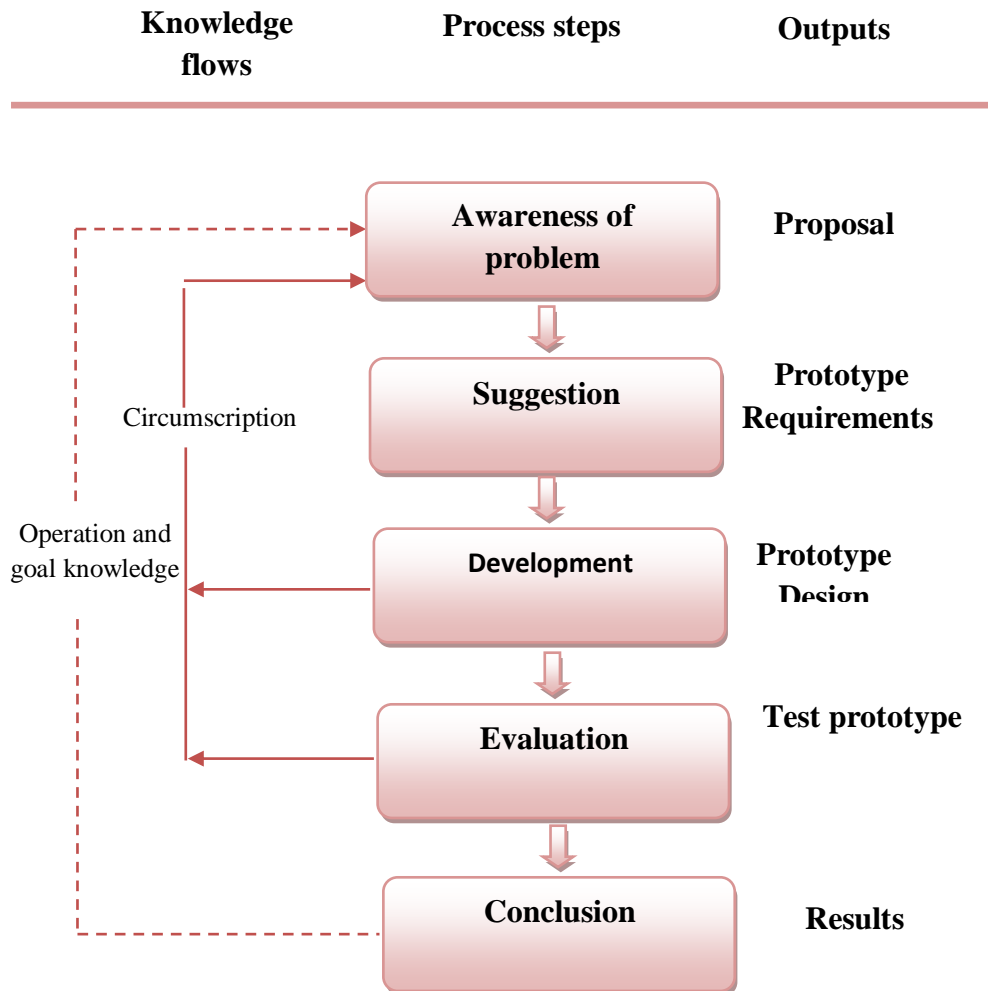 Knowledge
flows
Process steps
Outputs
Awareness of
problem
Proposal
Suggestion
Prototype
Requirements
Circumscription
Operation and
goal knowledge
Development
Prototype
Design
Evaluation
Test prototype
Conclusion
Results